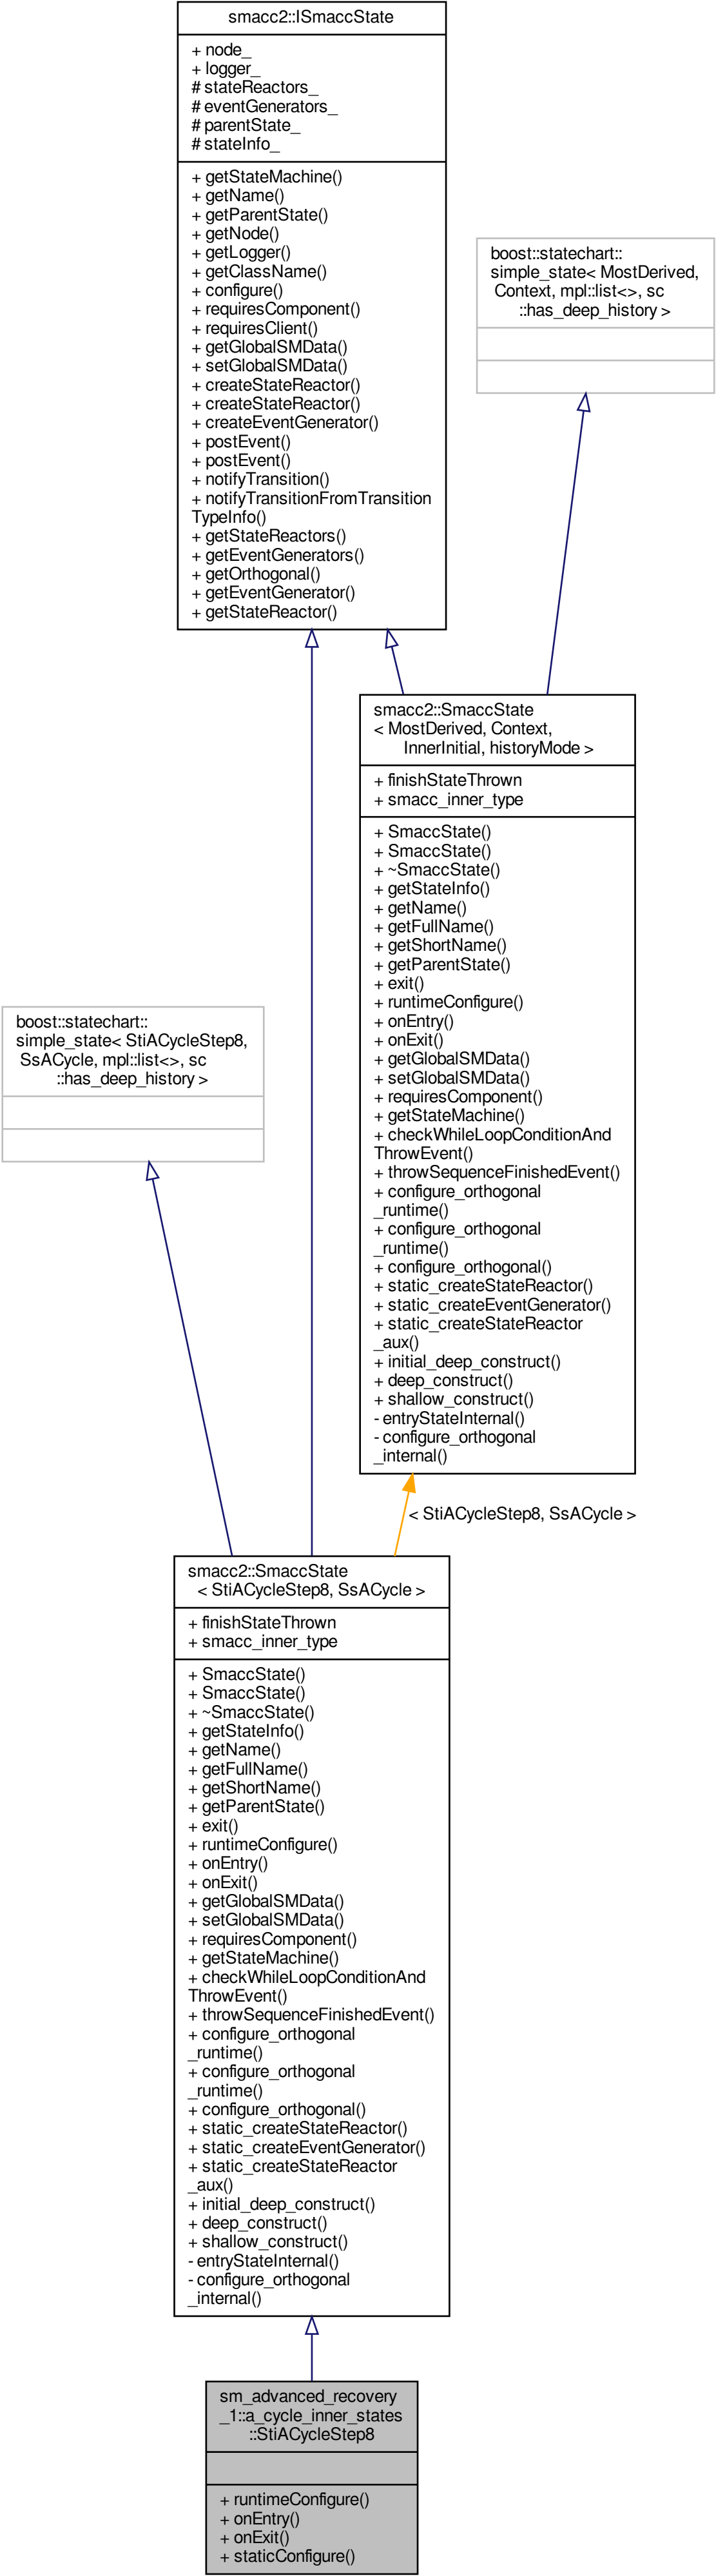 smacc2::ISmaccState
+ node_
+ logger_
# stateReactors_
# eventGenerators_
# parentState_
# stateInfo_
+ getStateMachine()
+ getName()
+ getParentState()
+ getNode()
+ getLogger()
+ getClassName()
+ configure()
+ requiresComponent()
+ requiresClient()
+ getGlobalSMData()
+ setGlobalSMData()
+ createStateReactor()
+ createStateReactor()
+ createEventGenerator()
+ postEvent()
+ postEvent()
+ notifyTransition()
+ notifyTransitionFromTransition
TypeInfo()
+ getStateReactors()
+ getEventGenerators()
+ getOrthogonal()
+ getEventGenerator()
+ getStateReactor()
boost::statechart::
simple_state< MostDerived,
Context, mpl::list<>, sc
::has_deep_history >
smacc2::SmaccState
< MostDerived, Context,
InnerInitial, historyMode >
+ finishStateThrown
+ smacc_inner_type
+ SmaccState()
+ SmaccState()
+ ~SmaccState()
+ getStateInfo()
+ getName()
+ getFullName()
+ getShortName()
+ getParentState()
+ exit()
+ runtimeConfigure()
+ onEntry()
+ onExit()
+ getGlobalSMData()
+ setGlobalSMData()
+ requiresComponent()
+ getStateMachine()
+ checkWhileLoopConditionAnd
ThrowEvent()
+ throwSequenceFinishedEvent()
+ configure_orthogonal
_runtime()
+ configure_orthogonal
_runtime()
+ configure_orthogonal()
+ static_createStateReactor()
+ static_createEventGenerator()
+ static_createStateReactor
_aux()
+ initial_deep_construct()
+ deep_construct()
+ shallow_construct()
- entryStateInternal()
- configure_orthogonal
_internal()
boost::statechart::
simple_state< StiACycleStep8,
SsACycle, mpl::list<>, sc
::has_deep_history >
< StiACycleStep8, SsACycle >
smacc2::SmaccState
< StiACycleStep8, SsACycle >
+ finishStateThrown
+ smacc_inner_type
+ SmaccState()
+ SmaccState()
+ ~SmaccState()
+ getStateInfo()
+ getName()
+ getFullName()
+ getShortName()
+ getParentState()
+ exit()
+ runtimeConfigure()
+ onEntry()
+ onExit()
+ getGlobalSMData()
+ setGlobalSMData()
+ requiresComponent()
+ getStateMachine()
+ checkWhileLoopConditionAnd
ThrowEvent()
+ throwSequenceFinishedEvent()
+ configure_orthogonal
_runtime()
+ configure_orthogonal
_runtime()
+ configure_orthogonal()
+ static_createStateReactor()
+ static_createEventGenerator()
+ static_createStateReactor
_aux()
+ initial_deep_construct()
+ deep_construct()
+ shallow_construct()
- entryStateInternal()
- configure_orthogonal
_internal()
sm_advanced_recovery
_1::a_cycle_inner_states
::StiACycleStep8
+ runtimeConfigure()
+ onEntry()
+ onExit()
+ staticConfigure()